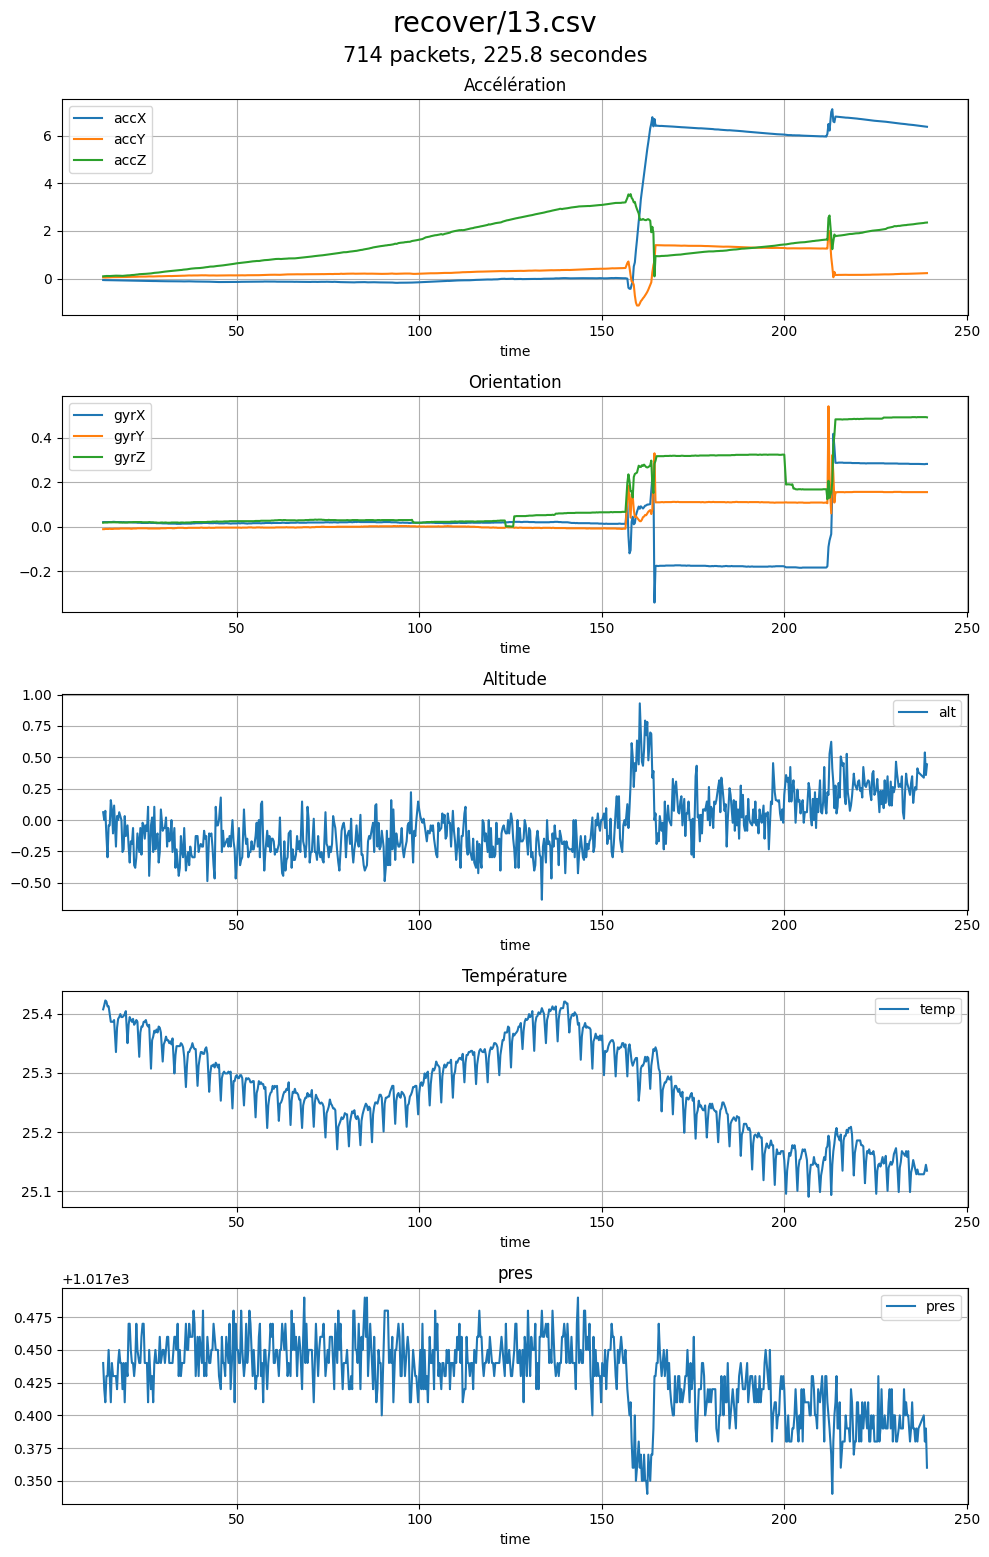 recover/13.csv
714 packets, 225.8 secondes
Accélération
accX
accY
accZ
6
4
2
0
50 100 150 200 250
time
Orientation
gyrX
gyrY
gyrZ
0.4
0.2
0.0
−0.2
50 100 150 200 250
time
Altitude
alt
1.00
0.75
0.50
0.25
0.00
−0.25
−0.50
50 100 150 200 250
time
Température
temp
25.4
25.3
25.2
25.1
50 100 150 200 250
time
pres
+1.017e3
pres
0.475
0.450
0.425
0.400
0.375
0.350
50 100 150 200 250
time